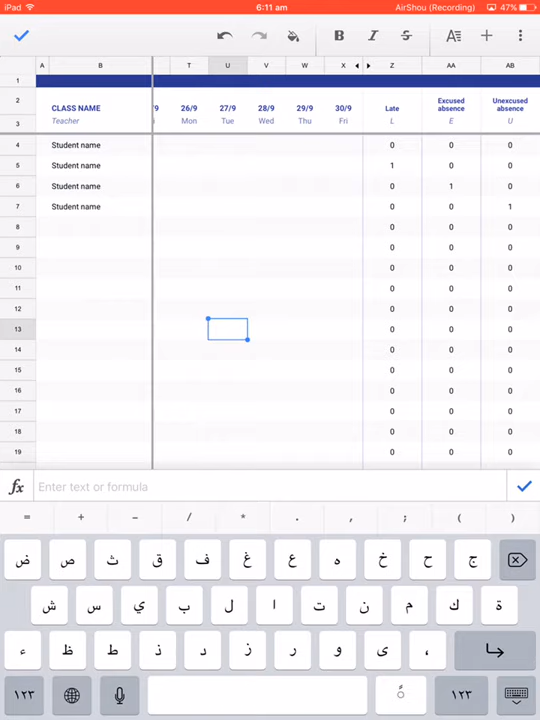 iPad 6:11 am AirShou (Recording) 47%
B I S A +
A B T U V W X Z AA AB
1
2 CLASS NAME '9 26/9 27/9 28/9 29/9 30/9 Late Excused absence Unexcused absence
3 Teacher i Mon Tue Wed Thu Fri L E U
4 Student name 0 0 0
5 Student name 1 0 0
6 Student name 0 1 0
7 Student name 0 0 1
8 0 0 0
9 0 0 0
10 0 0 0
11 0 0 0
12 0 0 0
13 0 0 0
14 0 0 0
15 0 0 0
16 0 0 0
17 0 0 0
18 0 0 0
19 0 0 0
fx Enter text or formula
= + − / * . , ; ( )
ض ص ث ق ف غ ع ه خ ح ج
ش س ي ب ل ا ت ن م ك ة
ء ظ ط ذ د ز ر و ى ،
١٢٣ ١٢٣